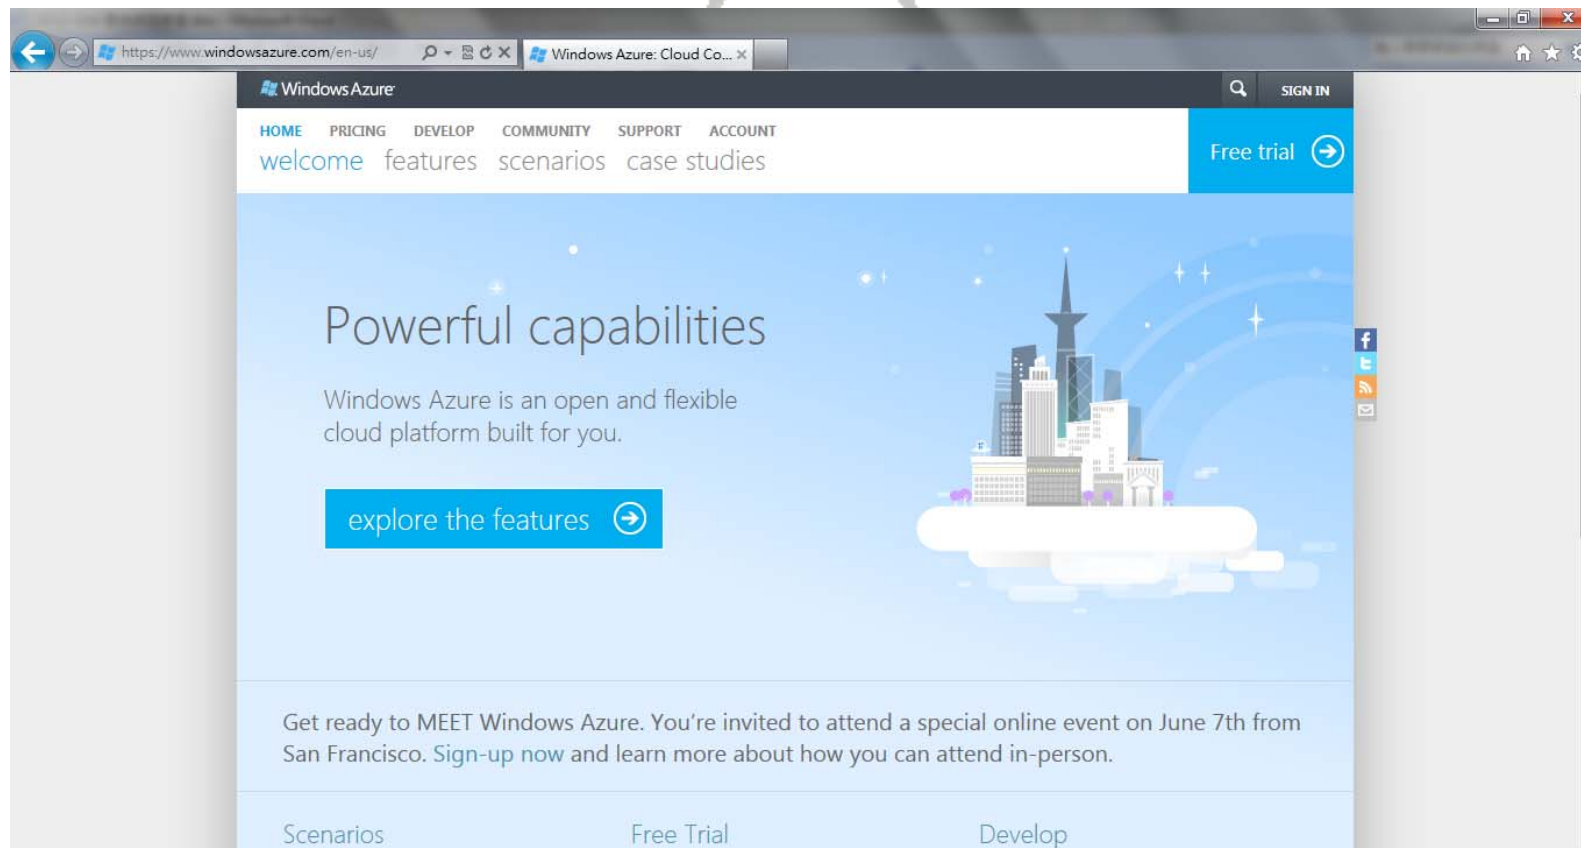 https://www.windowsazure.com/en-us/
Windows Azure: Cloud Co...
Windows Azure
SIGN IN
HOME PRICING DEVELOP COMMUNITY SUPPORT ACCOUNT
welcome features scenarios case studies
Free trial
Powerful capabilities
Windows Azure is an open and flexible
cloud platform built for you.
explore the features
Get ready to MEET Windows Azure. You're invited to attend a special online event on June 7th from
San Francisco. Sign-up now and learn more about how you can attend in-person.
Scenarios Free Trial Develop